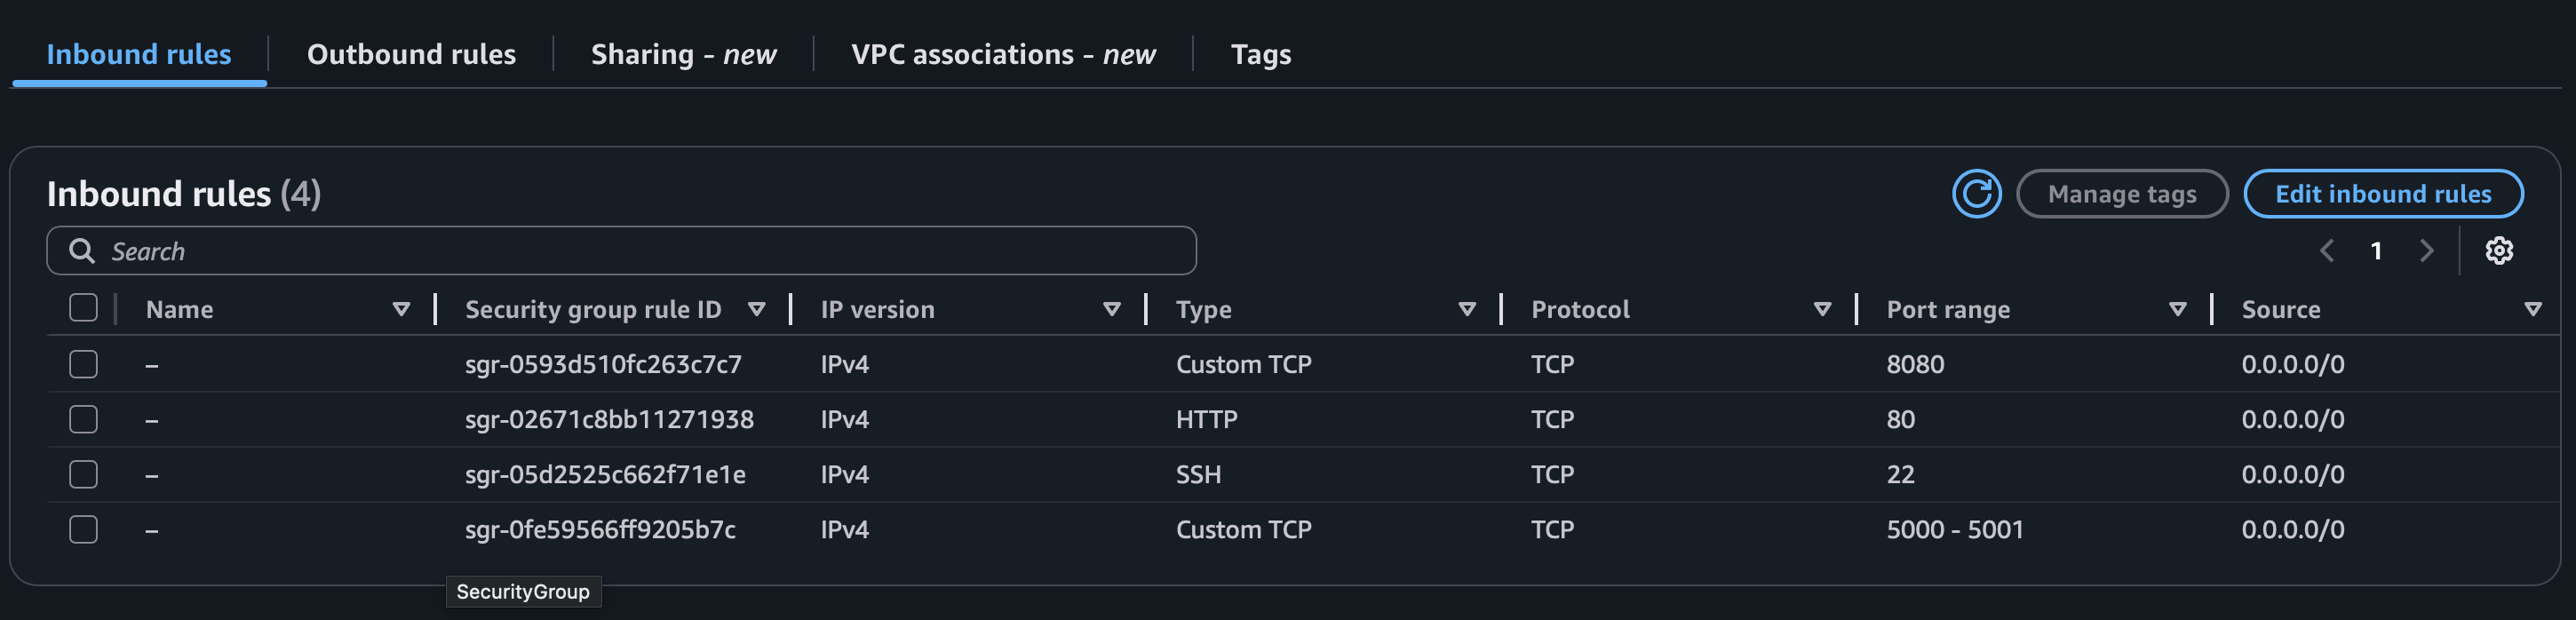 Inbound rules Outbound rules Sharing - new VPC associations - new Tags
Inbound rules (4) Manage tags Edit inbound rules
Search 1
Name Security group rule ID IP version Type Protocol Port range Source
– sgr-0593d510fc263c7c7 IPv4 Custom TCP TCP 8080 0.0.0.0/0
– sgr-02671c8bb11271938 IPv4 HTTP TCP 80 0.0.0.0/0
– sgr-05d2525c662f71e1e IPv4 SSH TCP 22 0.0.0.0/0
– sgr-0fe59566ff9205b7c IPv4 Custom TCP TCP 5000 - 5001 0.0.0.0/0
SecurityGroup